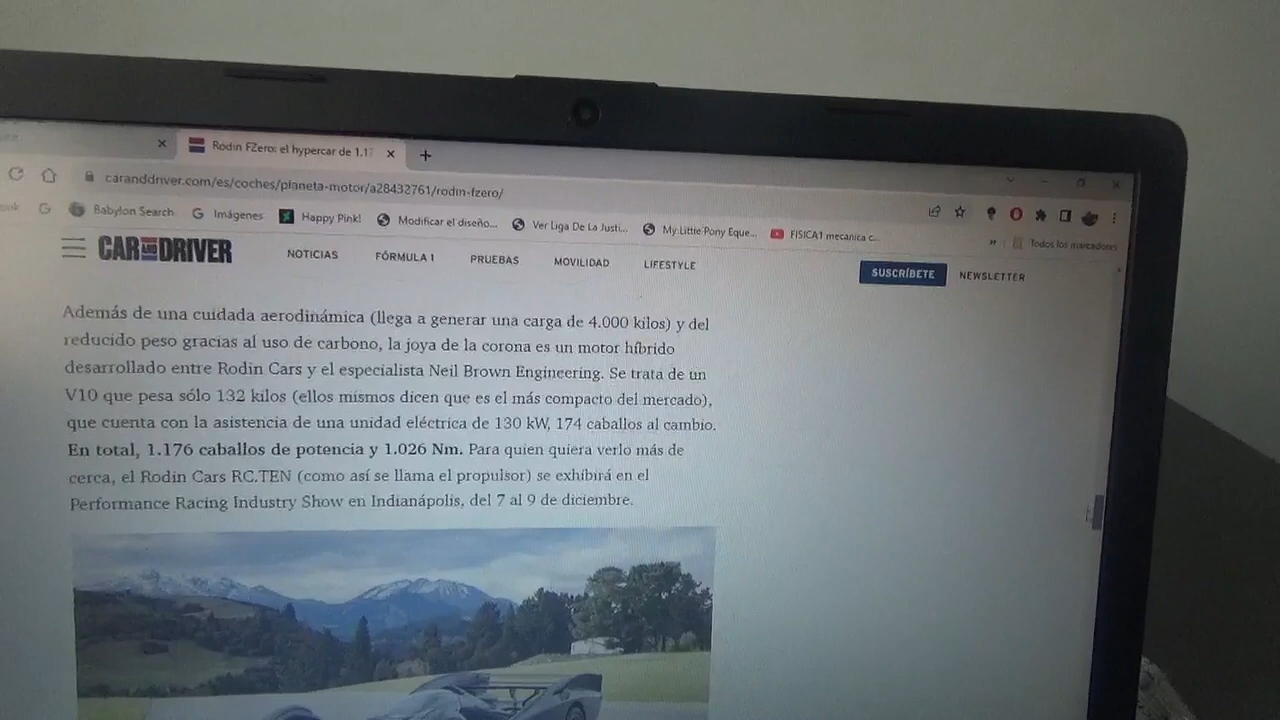 Rodin FZero: el hypercar de 1.17
caranddriver.com/es/coches/planeta-motor/a28432761/rodin-fzero/
Babylon Search
Imágenes
Happy Pink!
Modificar el diseño...
Ver Liga De La Justi...
My Little Pony Eque...
FISICA1 mecanica c...
Todos los marcadores
CAR AND DRIVER
NOTICIAS
FÓRMULA 1
PRUEBAS
MOVILIDAD
LIFESTYLE
SUSCRÍBETE
NEWSLETTER
Además de una cuidada aerodinámica (llega a generar una carga de 4.000 kilos) y del
reducido peso gracias al uso de carbono, la joya de la corona es un motor híbrido
desarrollado entre Rodin Cars y el especialista Neil Brown Engineering. Se trata de un
V10 que pesa sólo 132 kilos (ellos mismos dicen que es el más compacto del mercado),
que cuenta con la asistencia de una unidad eléctrica de 130 kW, 174 caballos al cambio.
En total, 1.176 caballos de potencia y 1.026 Nm. Para quien quiera verlo más de
cerca, el Rodin Cars RC.TEN (como así se llama el propulsor) se exhibirá en el
Performance Racing Industry Show en Indianápolis, del 7 al 9 de diciembre.